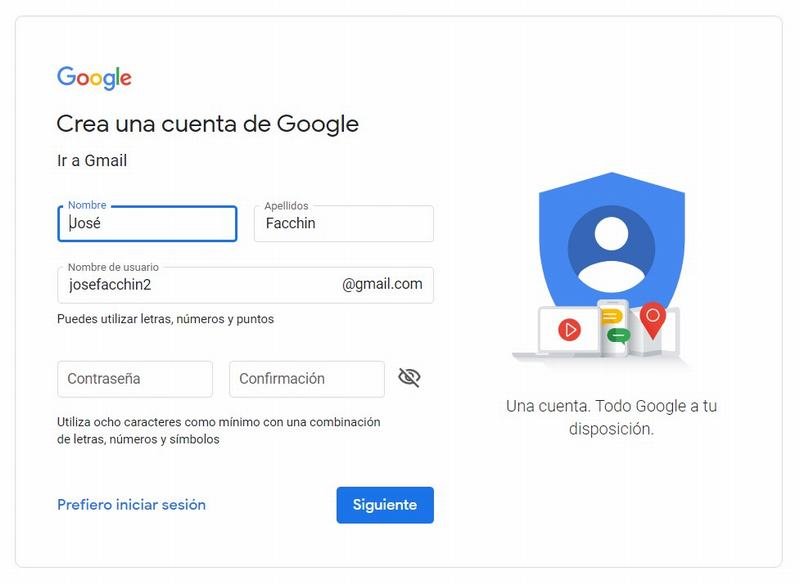 Google
Crea una cuenta de Google
Ir a Gmail
Nombre
José
Apellidos
Facchin
Nombre de usuario
josefacchin2
@gmail.com
Puedes utilizar letras, números y puntos
Contraseña
Confirmación
Utiliza ocho caracteres como mínimo con una combinación
de letras, números y símbolos
Prefiero iniciar sesión
Siguiente
Una cuenta. Todo Google a tu
disposición.